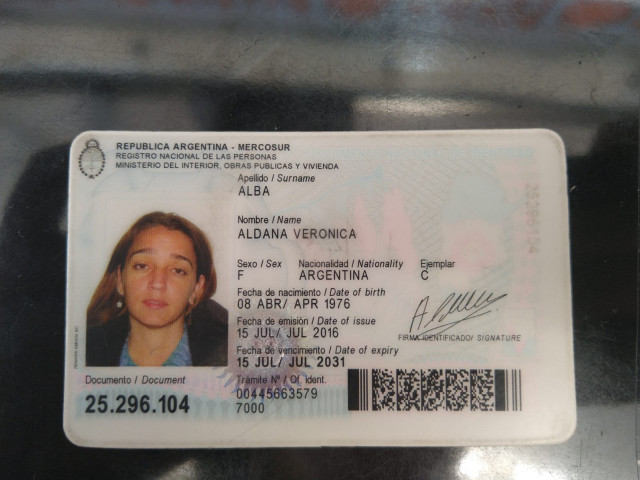 REPUBLICA ARGENTINA - MERCOSUR
REGISTRO NACIONAL DE LAS PERSONAS
MINISTERIO DEL INTERIOR, OBRAS PUBLICAS Y VIVIENDA
Apellido / Surname
ALBA
Nombre / Name
ALDANA VERONICA
Sexo / Sex Nacionalidad / Nationality Ejemplar
F ARGENTINA C
Fecha de nacimiento / Date of birth
08 ABR/ APR 1976
Fecha de emisión / Date of issue
15 JUL/ JUL 2016
FIRMA IDENTIFICADO/ SIGNATURE
Fecha de vencimiento / Date of expiry
15 JUL/ JUL 2031
Documento / Document
25.296.104
Trámite Nº / Of. Ident.
00445663579
7000
25296104